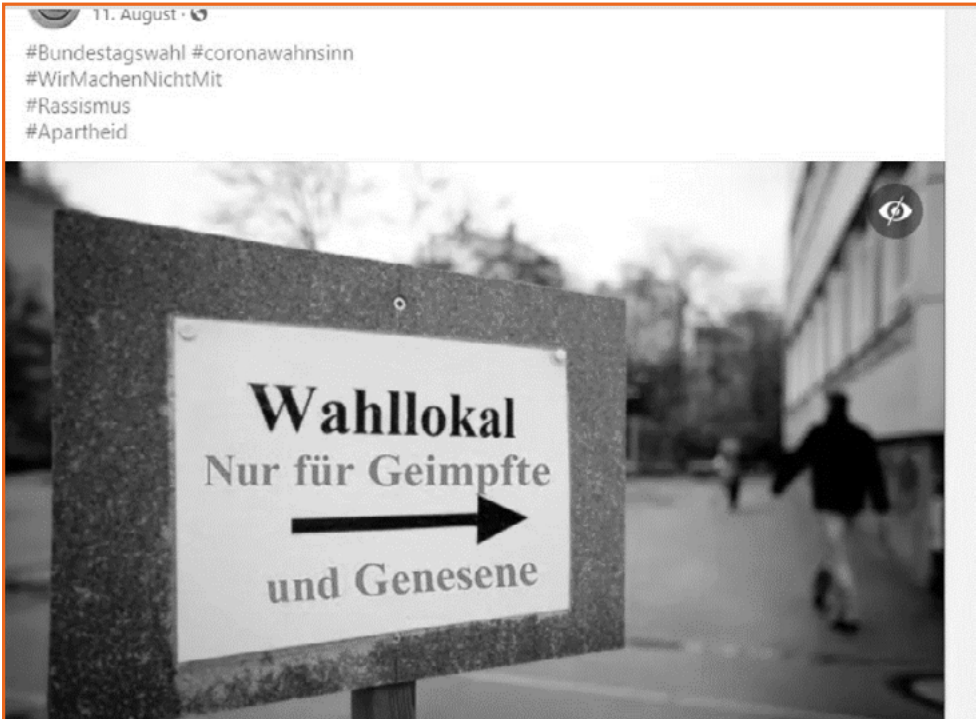 11. August ·
#Bundestagswahl #coronawahnsinn
#WirMachenNichtMit
#Rassismus
#Apartheid
Wahllokal
Nur für Geimpfte
und Genesene